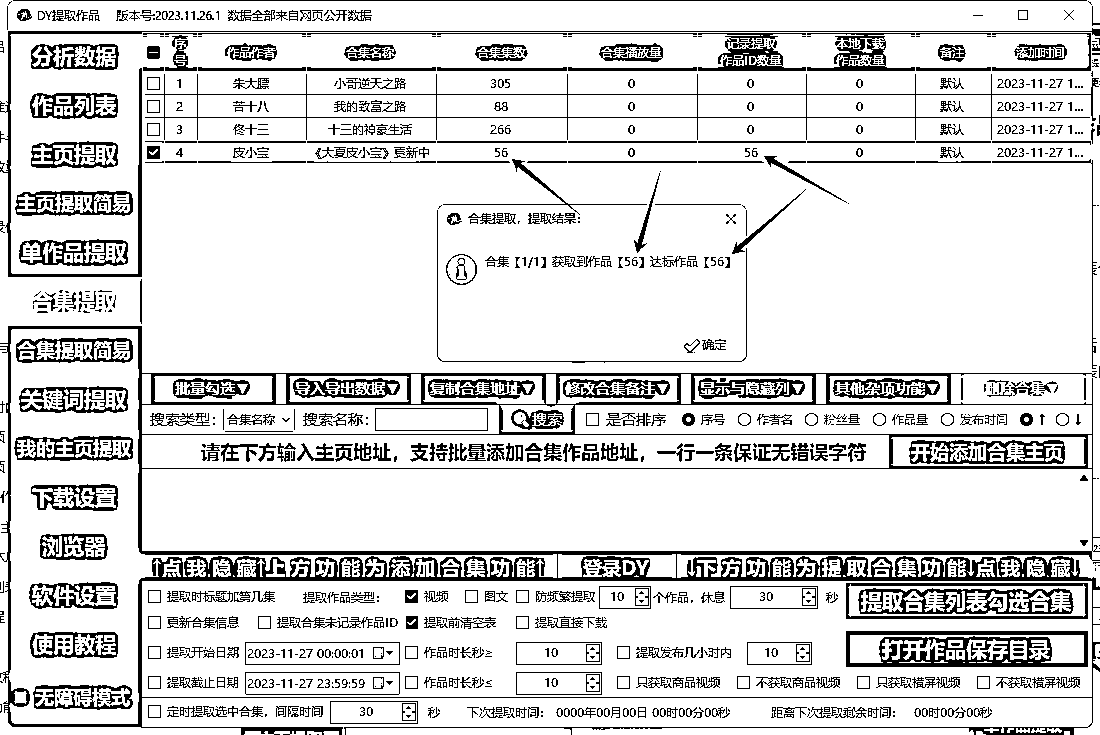 DY提取作品 版本号:2023.11.26.1 数据全部来自网页公开数据
分析数据
作品列表
主页提取
主页提取简易
单作品提取
合集提取
合集提取简易
关键词提取
我的主页提取
下载设置
浏览器
软件设置
使用教程
无障碍模式
序号 作品作者 合集名称 合集集数 合集播放量 记录提取作品ID数量 本地下载作品数量 备注 添加时间
1 朱大膘 小哥逆天之路 305 0 0 0 默认 2023-11-27 1...
2 苦十八 我的致富之路 88 0 0 0 默认 2023-11-27 1...
3 佟十三 十三的神豪生活 266 0 0 0 默认 2023-11-27 1...
4 皮小宝 《大夏皮小宝》更新中 56 0 56 0 默认 2023-11-27 1...
合集提取，提取结果：
合集【1/1】获取到作品【56】达标作品【56】
确定
批量勾选▽ 导入导出数据▽ 复制合集地址▽ 修改合集备注▽ 显示与隐藏列▽ 其他杂项功能▽ 删除合集▽
搜索类型： 合集名称 搜索名称： 搜索 是否排序 序号 作者名 粉丝量 作品量 发布时间 ↑ ↓
请在下方输入主页地址，支持批量添加合集作品地址，一行一条保证无错误字符 开始添加合集主页
↑点我隐藏↑上方功能为添加合集功能↑ 登录DY ↓下方功能为提取合集功能↓点我隐藏↓
提取时标题加第几集 提取作品类型： 视频 图文 防频繁提取 10 个作品，休息 30 秒
提取合集列表勾选合集
更新合集信息 提取合集未记录作品ID 提取前清空表 提取直接下载
打开作品保存目录
提取开始日期 2023-11-27 00:00:01 作品时长秒≥ 10 提取发布几小时内 10
提取截止日期 2023-11-27 23:59:59 作品时长秒≤ 10 只获取商品视频 不获取商品视频 只获取横屏视频 不获取横屏视频
定时提取选中合集，间隔时间 30 秒 下次提取时间： 0000年00月00日 00时00分00秒 距离下次提取剩余时间： 00时00分00秒